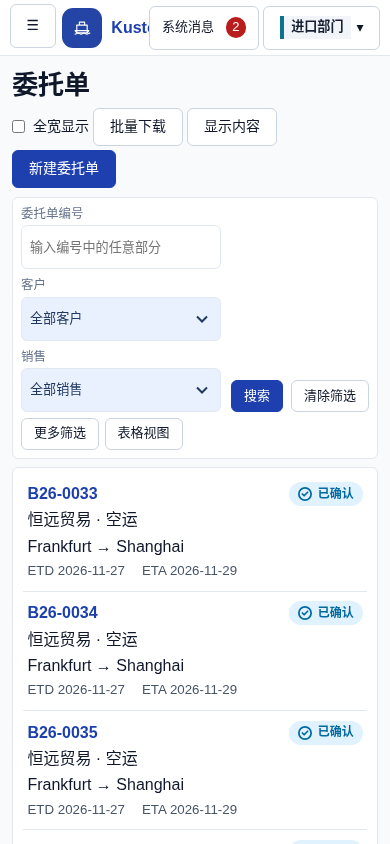 ☰ Kusto 系统消息 2 进口部门 ▼
委托单
全宽显示 批量下载 显示内容
新建委托单
委托单编号
输入编号中的任意部分
客户
全部客户
销售
全部销售 搜索 清除筛选
更多筛选 表格视图
B26-0033 已确认
恒远贸易 · 空运
Frankfurt → Shanghai
ETD 2026-11-27 ETA 2026-11-29
B26-0034 已确认
恒远贸易 · 空运
Frankfurt → Shanghai
ETD 2026-11-27 ETA 2026-11-29
B26-0035 已确认
恒远贸易 · 空运
Frankfurt → Shanghai
ETD 2026-11-27 ETA 2026-11-29